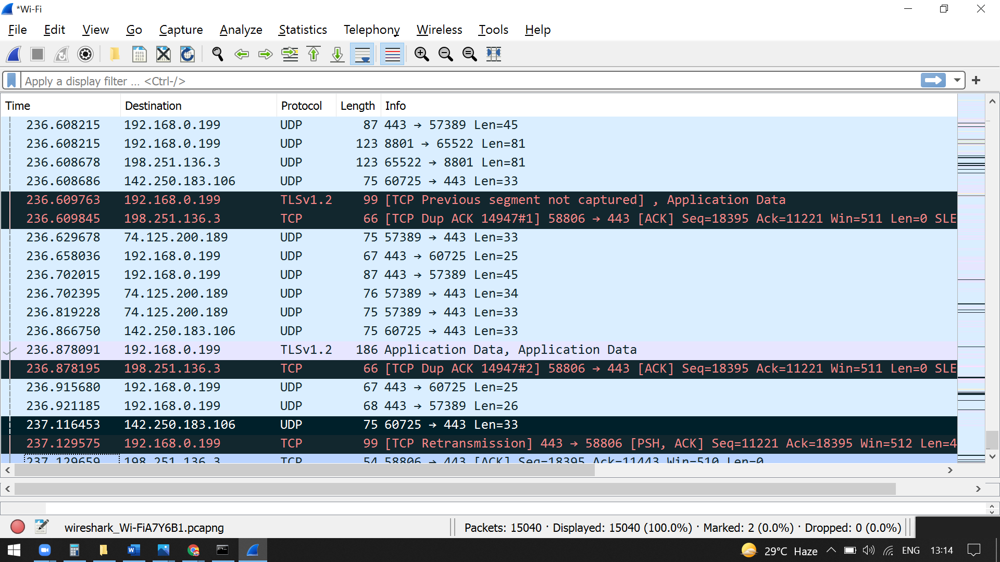 *Wi-Fi
File Edit View Go Capture Analyze Statistics Telephony Wireless Tools Help
Apply a display filter ... <Ctrl-/>
Time Destination Protocol Length Info
236.608215 192.168.0.199 UDP 87 443 → 57389 Len=45
236.608215 192.168.0.199 UDP 123 8801 → 65522 Len=81
236.608678 198.251.136.3 UDP 123 65522 → 8801 Len=81
236.608686 142.250.183.106 UDP 75 60725 → 443 Len=33
236.609763 192.168.0.199 TLSv1.2 99 [TCP Previous segment not captured] , Application Data
236.609845 198.251.136.3 TCP 66 [TCP Dup ACK 14947#1] 58806 → 443 [ACK] Seq=18395 Ack=11221 Win=511 Len=0 SLE
236.629678 74.125.200.189 UDP 75 57389 → 443 Len=33
236.658036 192.168.0.199 UDP 67 443 → 60725 Len=25
236.702015 192.168.0.199 UDP 87 443 → 57389 Len=45
236.702395 74.125.200.189 UDP 76 57389 → 443 Len=34
236.819228 74.125.200.189 UDP 75 57389 → 443 Len=33
236.866750 142.250.183.106 UDP 75 60725 → 443 Len=33
236.878091 192.168.0.199 TLSv1.2 186 Application Data, Application Data
236.878195 198.251.136.3 TCP 66 [TCP Dup ACK 14947#2] 58806 → 443 [ACK] Seq=18395 Ack=11221 Win=511 Len=0 SLE
236.915680 192.168.0.199 UDP 67 443 → 60725 Len=25
236.921185 192.168.0.199 UDP 68 443 → 57389 Len=26
237.116453 142.250.183.106 UDP 75 60725 → 443 Len=33
237.129575 192.168.0.199 TCP 99 [TCP Retransmission] 443 → 58806 [PSH, ACK] Seq=11221 Ack=18395 Win=512 Len=4
237.129659 198.251.136.3 TCP 54 58806 → 443 [ACK] Seq=18395 Ack=11443 Win=510 Len=0
wireshark_Wi-FiA7Y6B1.pcapng Packets: 15040 · Displayed: 15040 (100.0%) · Marked: 2 (0.0%) · Dropped: 0 (0.0%)
29°C Haze ENG 13:14